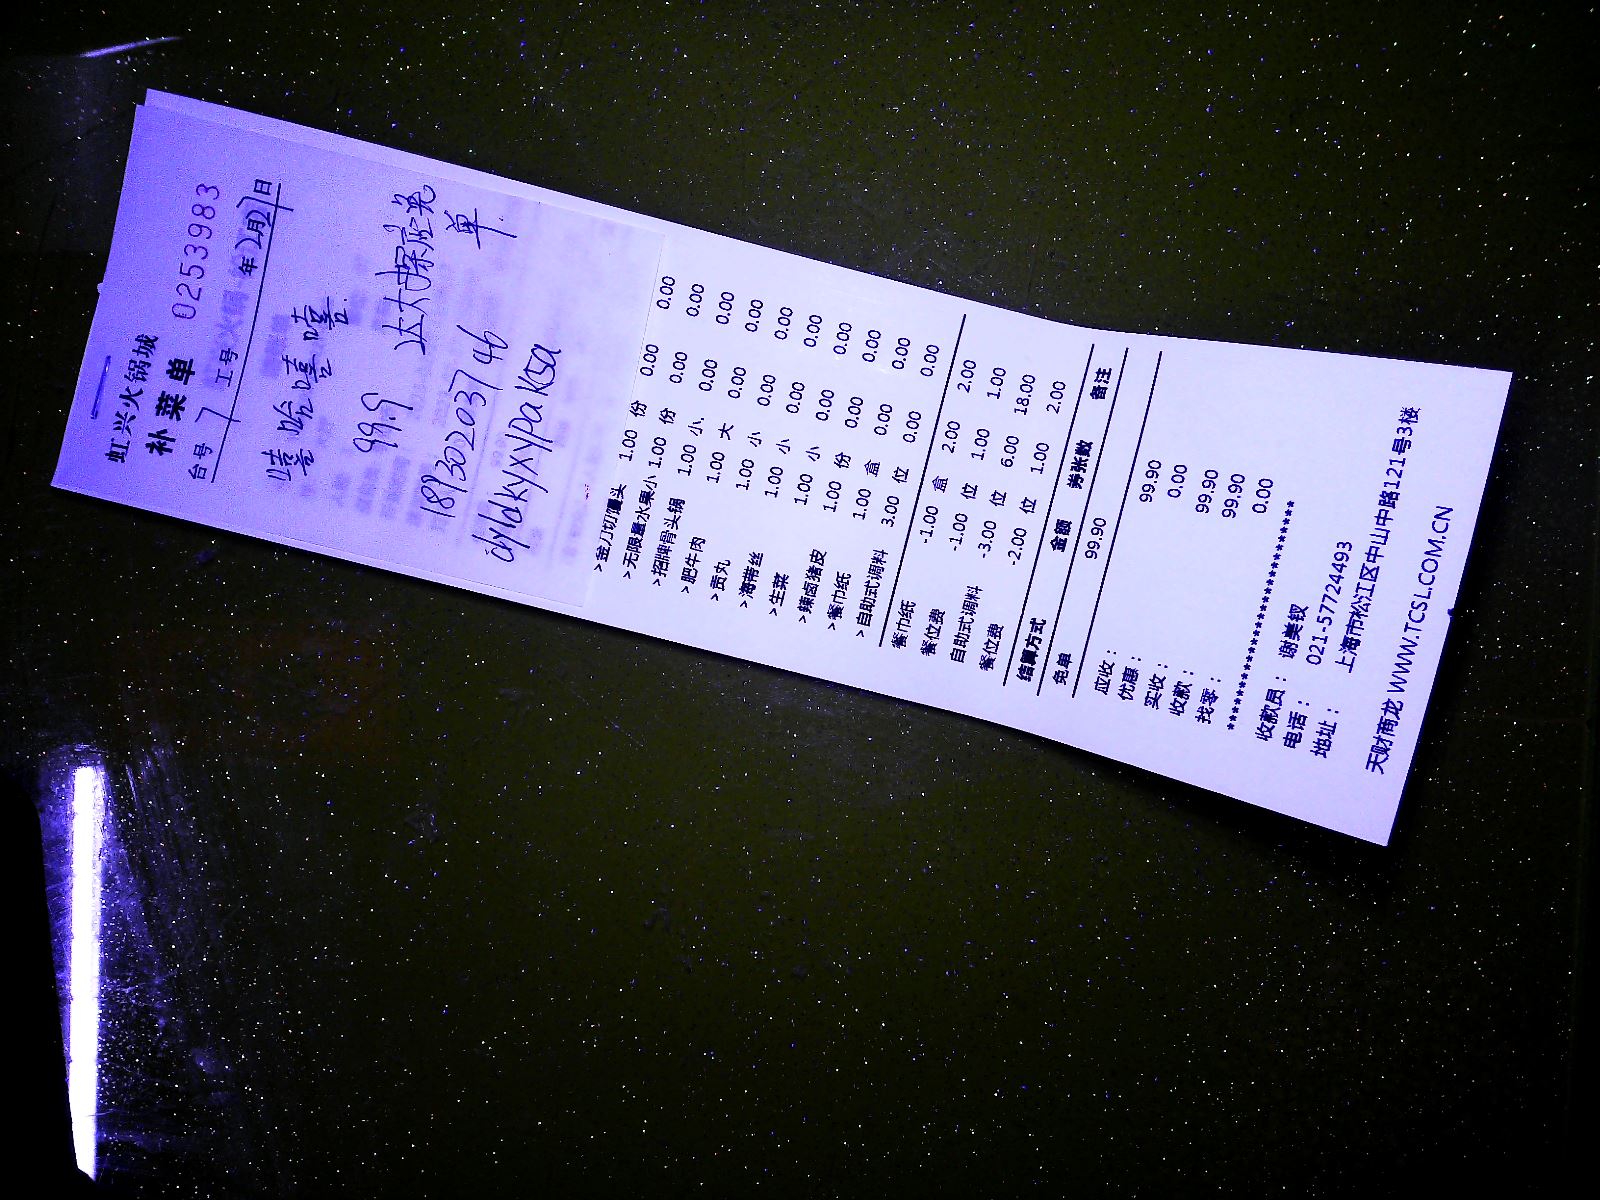 虹兴火锅城
补菜单 0253983
台号 7 工号 年 2月21日
嘻哈嘻嘻
99.9 大探应免单
18930203746
dyldkyxypaksa
>金刀切馒头 1.00 份 0.00 0.00
>无限量水果小 1.00 份 0.00 0.00
>招牌骨头锅 1.00 小. 0.00 0.00
>肥牛肉 1.00 大 0.00 0.00
>贡丸 1.00 小 0.00 0.00
>海带丝 1.00 小 0.00 0.00
>生菜 1.00 小 0.00 0.00
>辣卤猪皮 1.00 份 0.00 0.00
>餐巾纸 1.00 盒 0.00 0.00
>自助式调料 3.00 位 0.00 0.00
餐巾纸 -1.00 盒 2.00 2.00
餐位费 -1.00 位 1.00 1.00
自助式调料 -3.00 位 6.00 18.00
餐位费 -2.00 位 1.00 2.00
结算方式 金额 券张数 备注
免单 99.90
应收： 99.90
优惠： 0.00
实收： 99.90
收款： 99.90
找零： 0.00
收款员： 谢美钗
电话： 021-57724493
地址： 上海市松江区中山中路121号3楼
天财商龙 WWW.TCSL.COM.CN